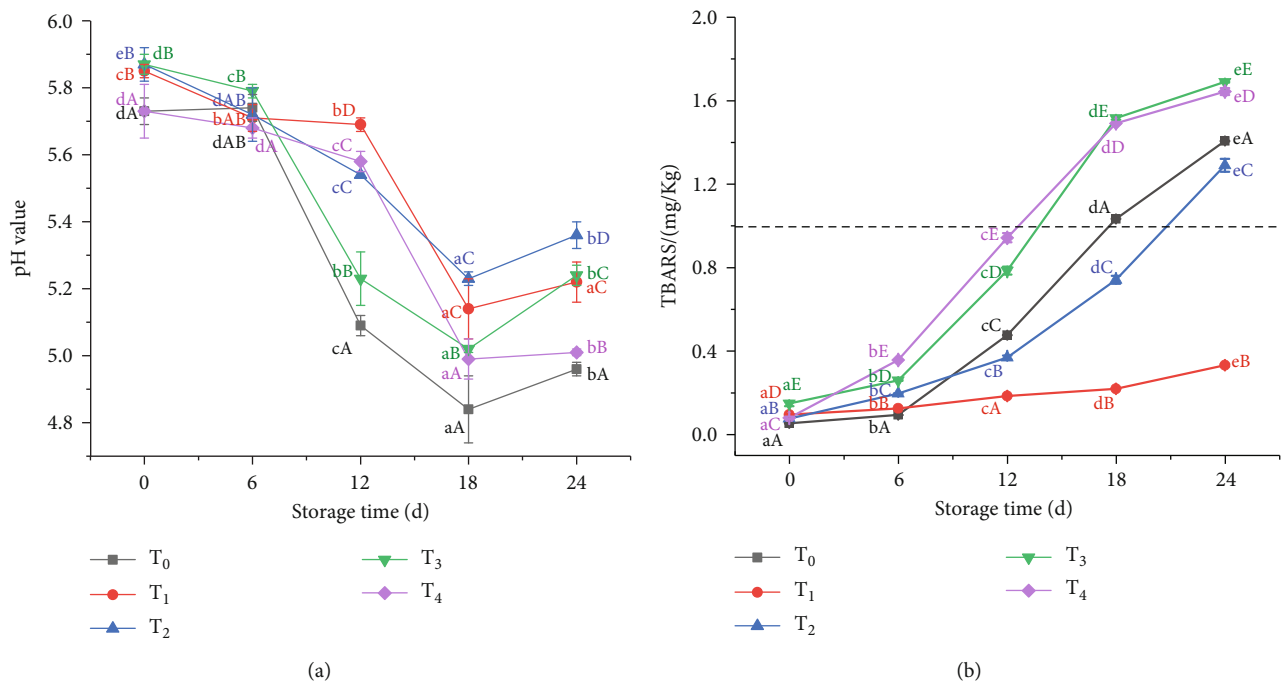 6.0
5.8
5.6
5.4
5.2
5.0
4.8
pH value
eB
dB
cB
dA
dA
cB
dAB
bAB
dAB
dA
bD
cC
cC
bB
cA
aC
aC
aB
aA
aA
bD
bC
aC
bB
bA
0 6 12 18 24
Storage time (d)
T0
T1
T2
T3
T4
(a)
2.0
1.6
1.2
0.8
0.4
0.0
TBARS/(mg/Kg)
aD
aE
aB
aC
aA
bE
bD
bC
bB
bA
cE
cD
cC
cB
cA
dE
dD
dA
dC
dB
eE
eD
eA
eC
eB
0 6 12 18 24
Storage time (d)
T0
T1
T2
T3
T4
(b)